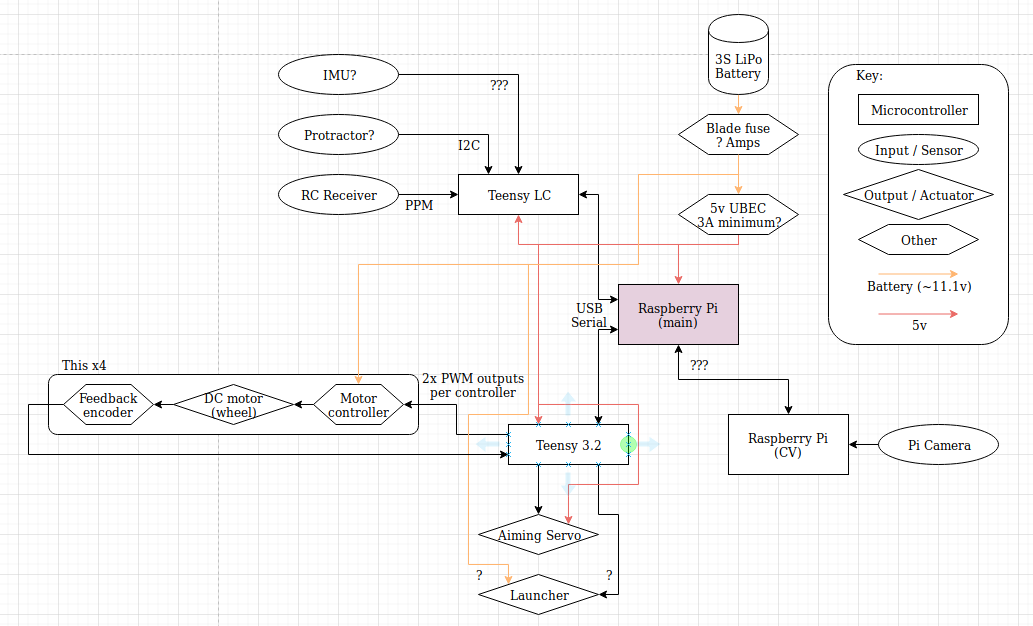 3S LiPo
Battery
Key:
IMU?
???
Microcontroller
Blade fuse
? Amps
Protractor?
I2C
Input / Sensor
RC Receiver
PPM
Teensy LC
Output / Actuator
5v UBEC
3A minimum?
Other
Battery (~11.1v)
5v
USB
Serial
Raspberry Pi
(main)
This x4
???
2x PWM outputs
per controller
Feedback
encoder
DC motor
(wheel)
Motor
controller
Teensy 3.2
Raspberry Pi
(CV)
Pi Camera
Aiming Servo
?
?
Launcher